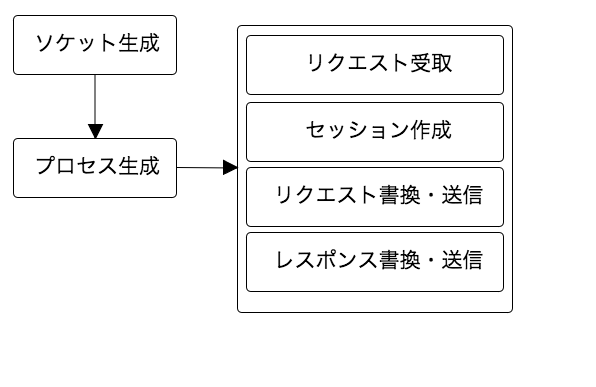 ソケット生成
プロセス生成
リクエスト受取
セッション作成
リクエスト書換・送信
レスポンス書換・送信